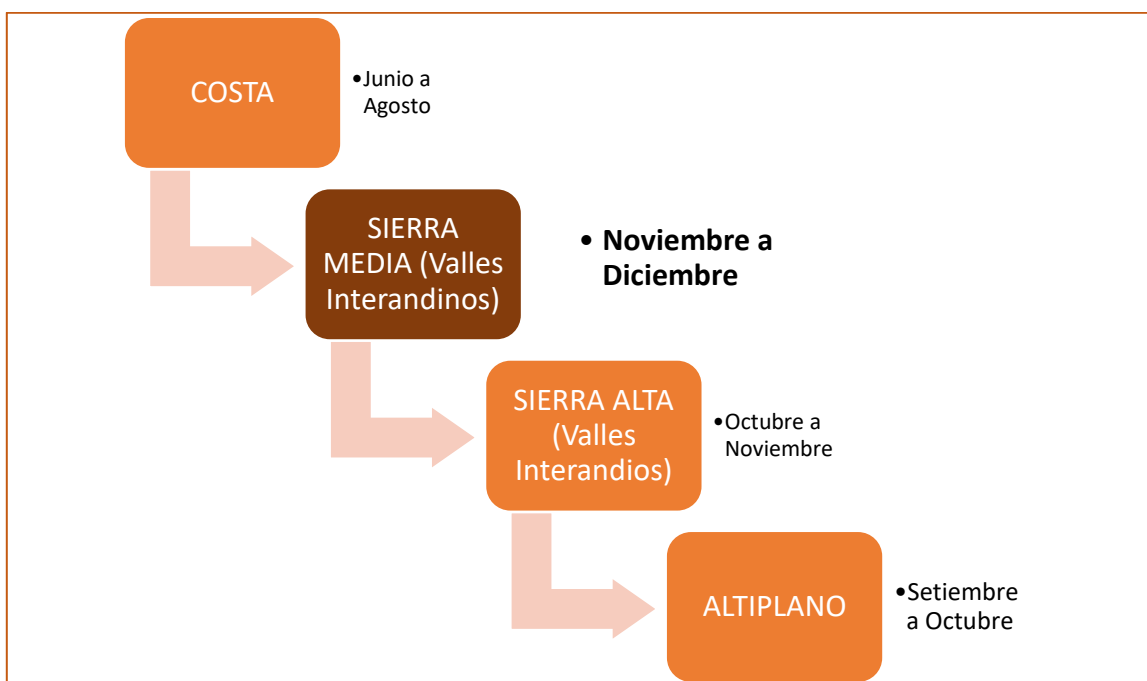 COSTA
•Junio a
Agosto
SIERRA
MEDIA (Valles
Interandinos)
• Noviembre a
Diciembre
SIERRA ALTA
(Valles
Interandios)
•Octubre a
Noviembre
ALTIPLANO
•Setiembre
a Octubre